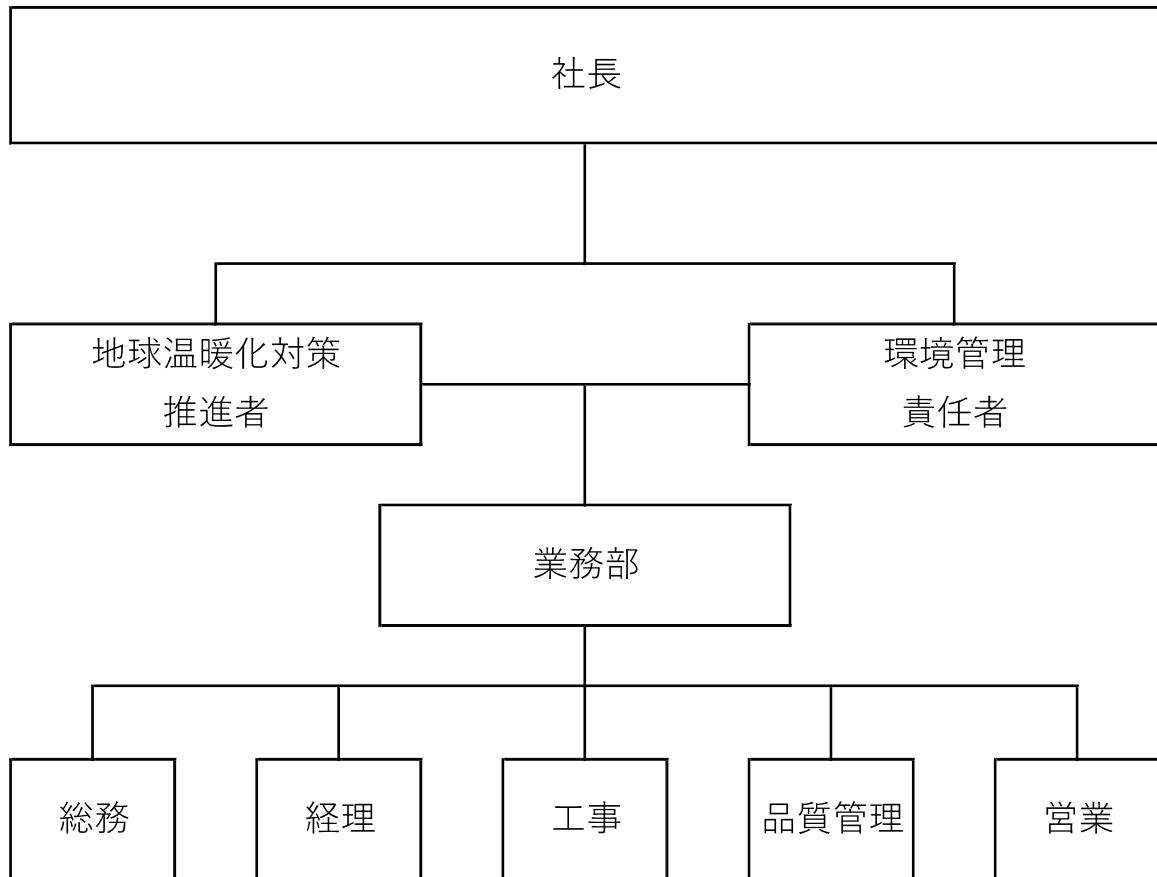 社長
地球温暖化対策
推進者
環境管理
責任者
業務部
総務
経理
工事
品質管理
営業